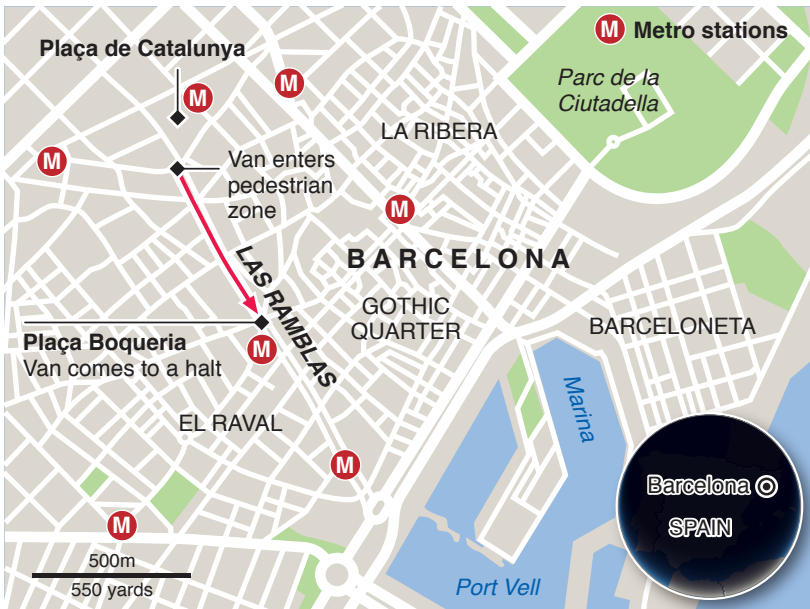 M Metro stations
Plaça de Catalunya
M
M
Parc de la
Ciutadella
LA RIBERA
M
Van enters
pedestrian
zone
M
BARCELONA
LAS RAMBLAS
GOTHIC
QUARTER
BARCELONETA
Plaça Boqueria
Van comes to a halt
M
Marina
EL RAVAL
M
M
Barcelona
SPAIN
500m
550 yards
Port Vell